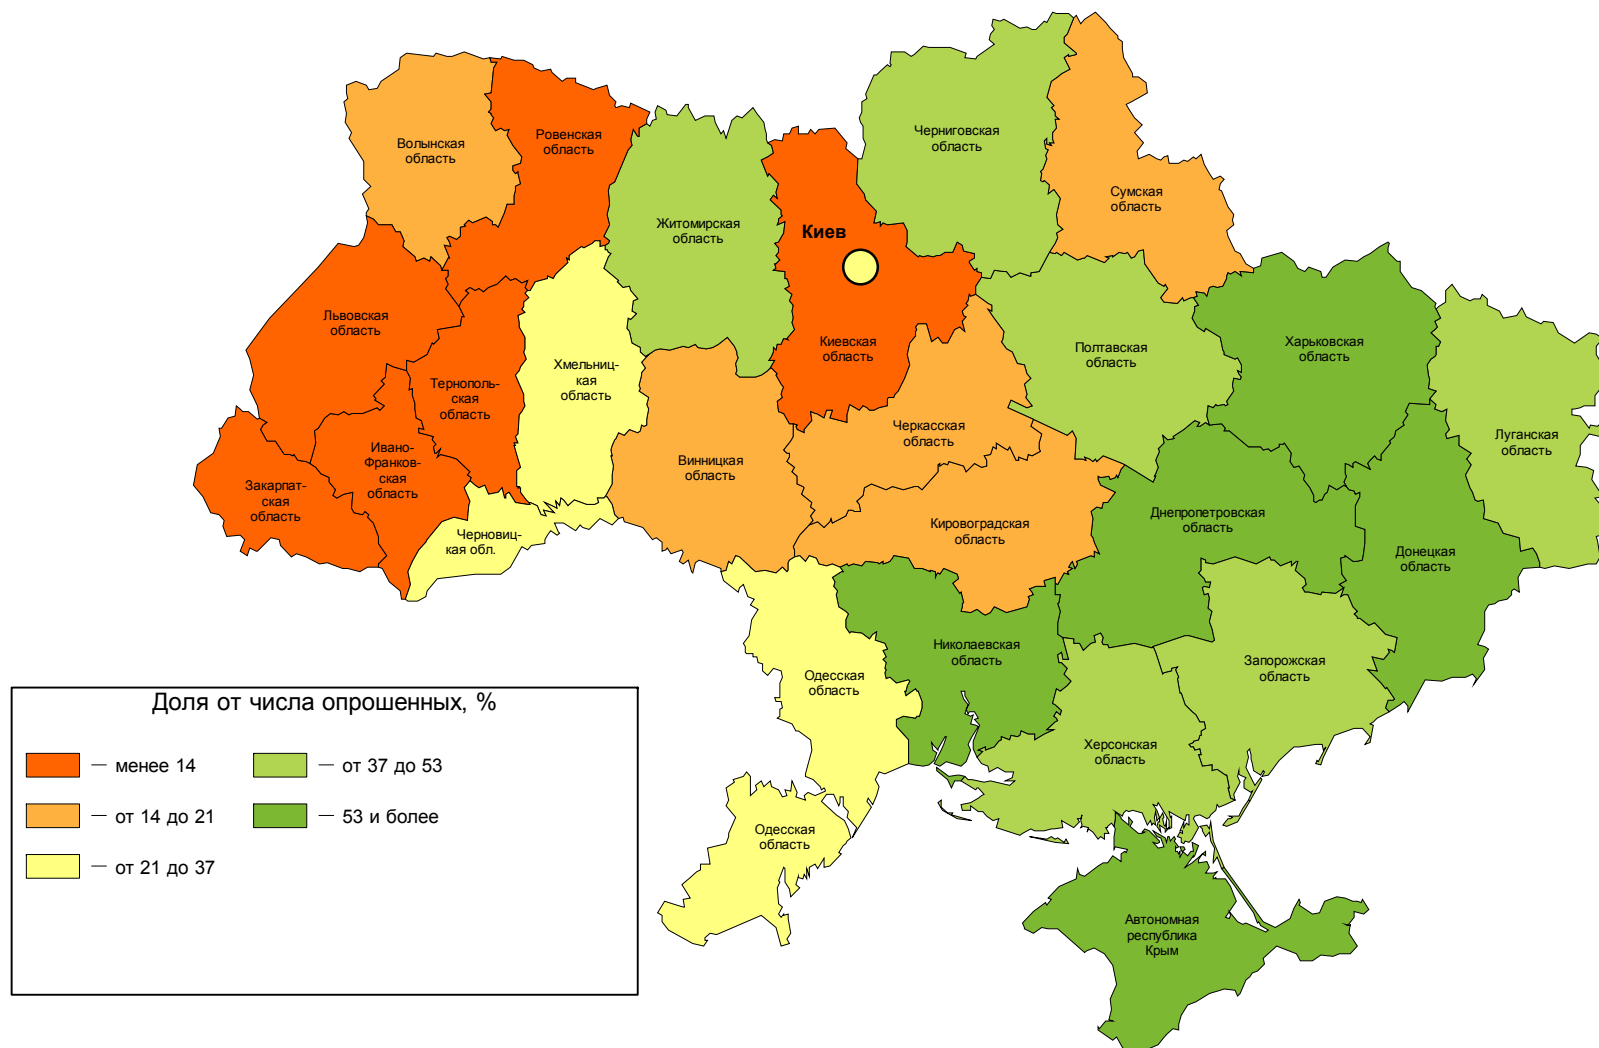 Волынская
область
Ровенская
область
Черниговская
область
Сумская
область
Житомирская
область
Киев
Львовская
область
Киевская
область
Полтавская
область
Харьковская
область
Хмельниц-
кая
область
Тернополь-
ская
область
Черкасская
область
Луганская
область
Ивано-
Франков-
ская
область
Винницкая
область
Закарпат-
ская
область
Черновиц-
кая обл.
Кировоградская
область
Днепропетровская
область
Донецкая
область
Николаевская
область
Одесская
область
Запорожская
область
Херсонская
область
Одесская
область
Автономная
республика
Крым
Доля от числа опрошенных, %
— менее 14
— от 14 до 21
— от 21 до 37
— от 37 до 53
— 53 и более